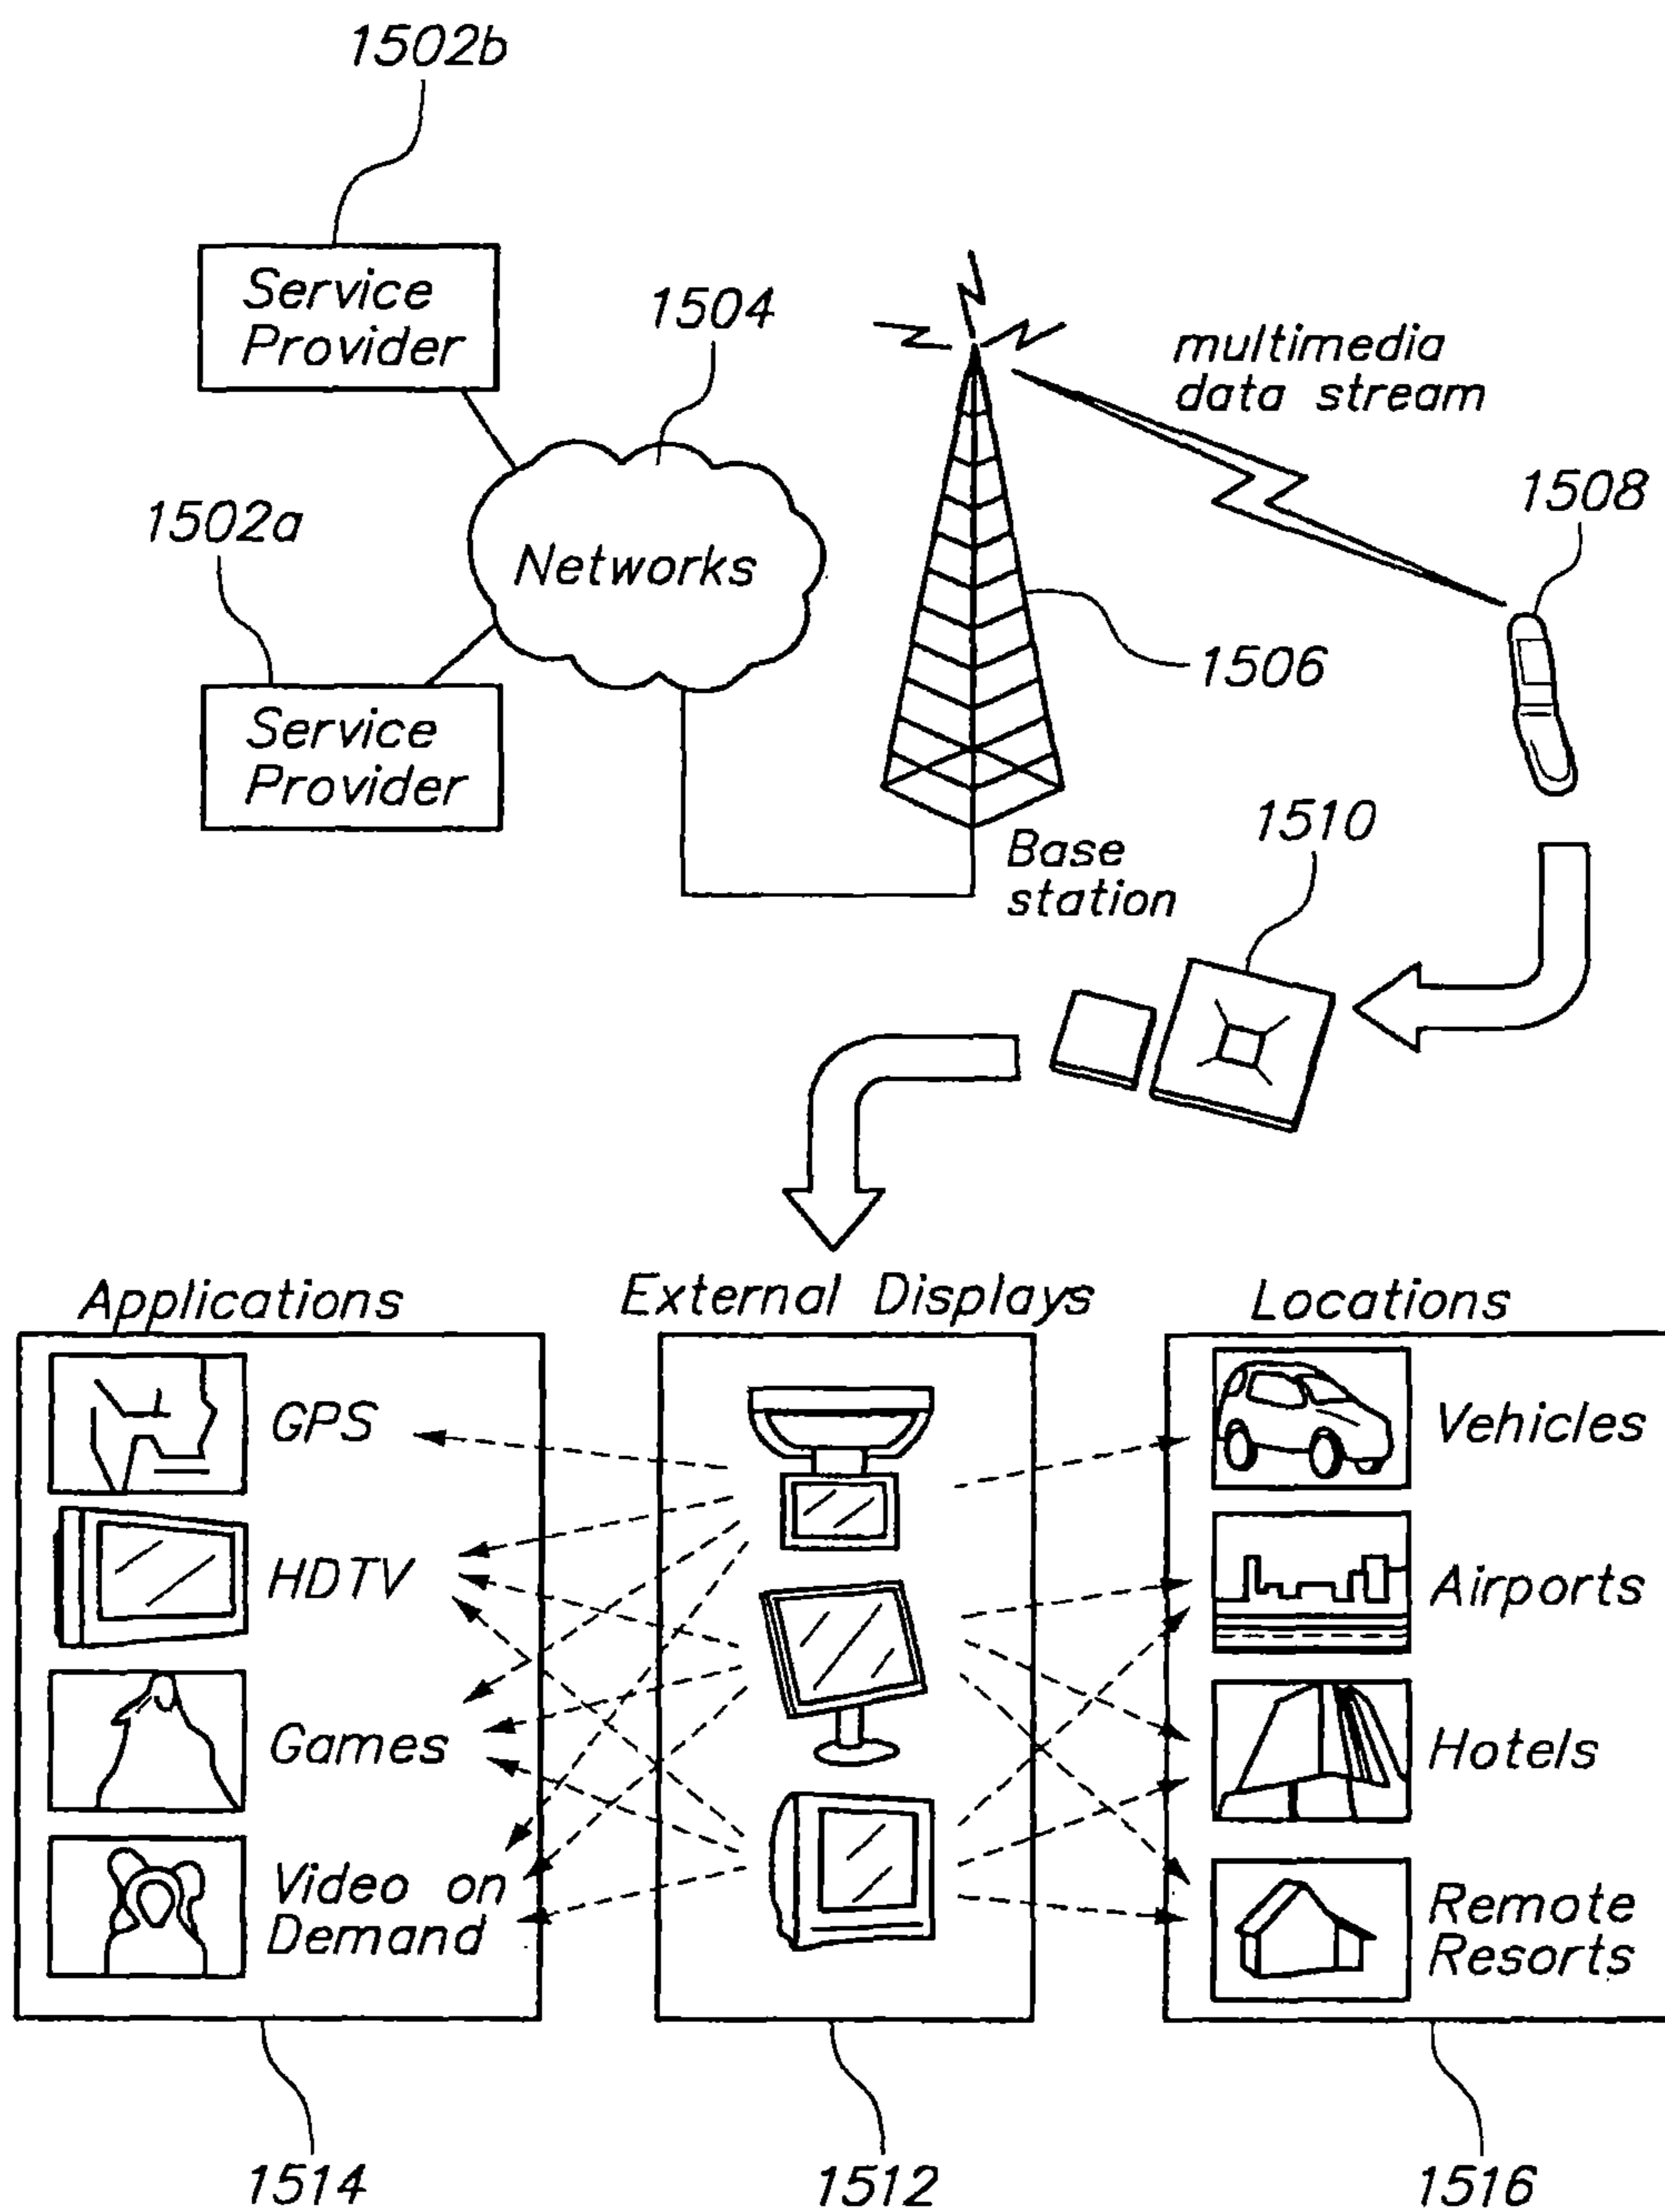 1502b
Service
Provider
1504
multimedia
data stream
1508
1502a
Networks
1506
Service
Provider
1510
Base
station
Applications
External Displays
Locations
GPS
Vehicles
HDTV
Airports
Games
Hotels
Video on
Demand
Remote
Resorts
1514
1512
1516